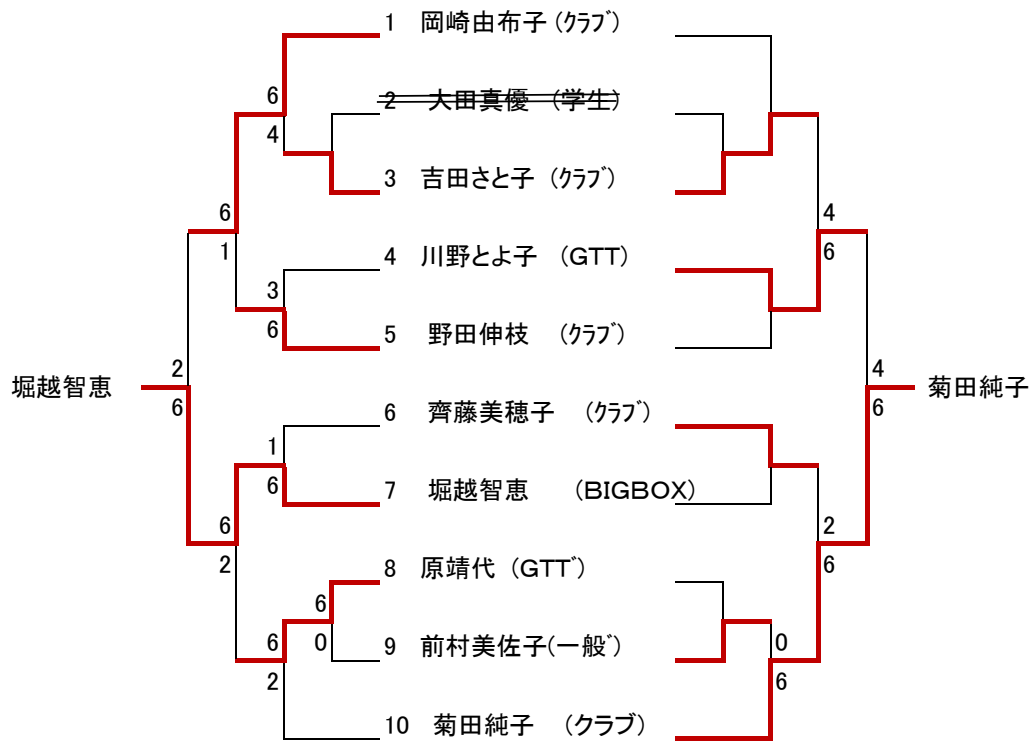 1 岡崎由布子 (ｸﾗﾌﾞ)
6
2 大田真優 (学生)
4
3 吉田さと子 (ｸﾗﾌﾞ)
6 4
1 4 川野とよ子 (GTT) 6
3
6 5 野田伸枝 (ｸﾗﾌﾞ)
2 4
堀越智恵 菊田純子
6 6
6 齊藤美穂子 (ｸﾗﾌﾞ)
1
6 7 堀越智恵 (BIGBOX)
6 2
2 8 原靖代 (GTTﾞ) 6
6
6 0 9 前村美佐子(一般ﾞ) 0
2 6
10 菊田純子 (クラブ)